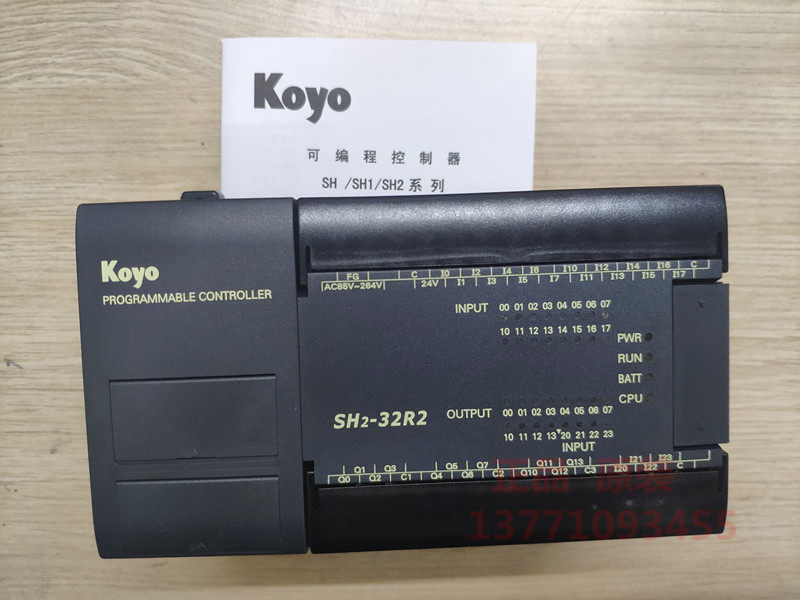 Koyo
可编程控制器
SH /SH1/SH2 系列
Koyo
PROGRAMMABLE CONTROLLER
FG C I0 I2 I4 I6 I10 I12 I14 I16 C
AC85V~264V 24V I1 I3 I5 I7 I11 I13 I15 I17
INPUT 00 01 02 03 04 05 06 07
10 11 12 13 14 15 16 17
PWR
RUN
BATT
CPU
SH2-32R2
OUTPUT 00 01 02 03 04 05 06 07
10 11 12 13 20 21 22 23
INPUT
Q1 Q3 Q5 Q7 Q11 Q13 I21 I23
Q0 Q2 C1 Q4 Q6 C2 Q10 Q12 C3 I20 I22 C
正品 原装
13771093455